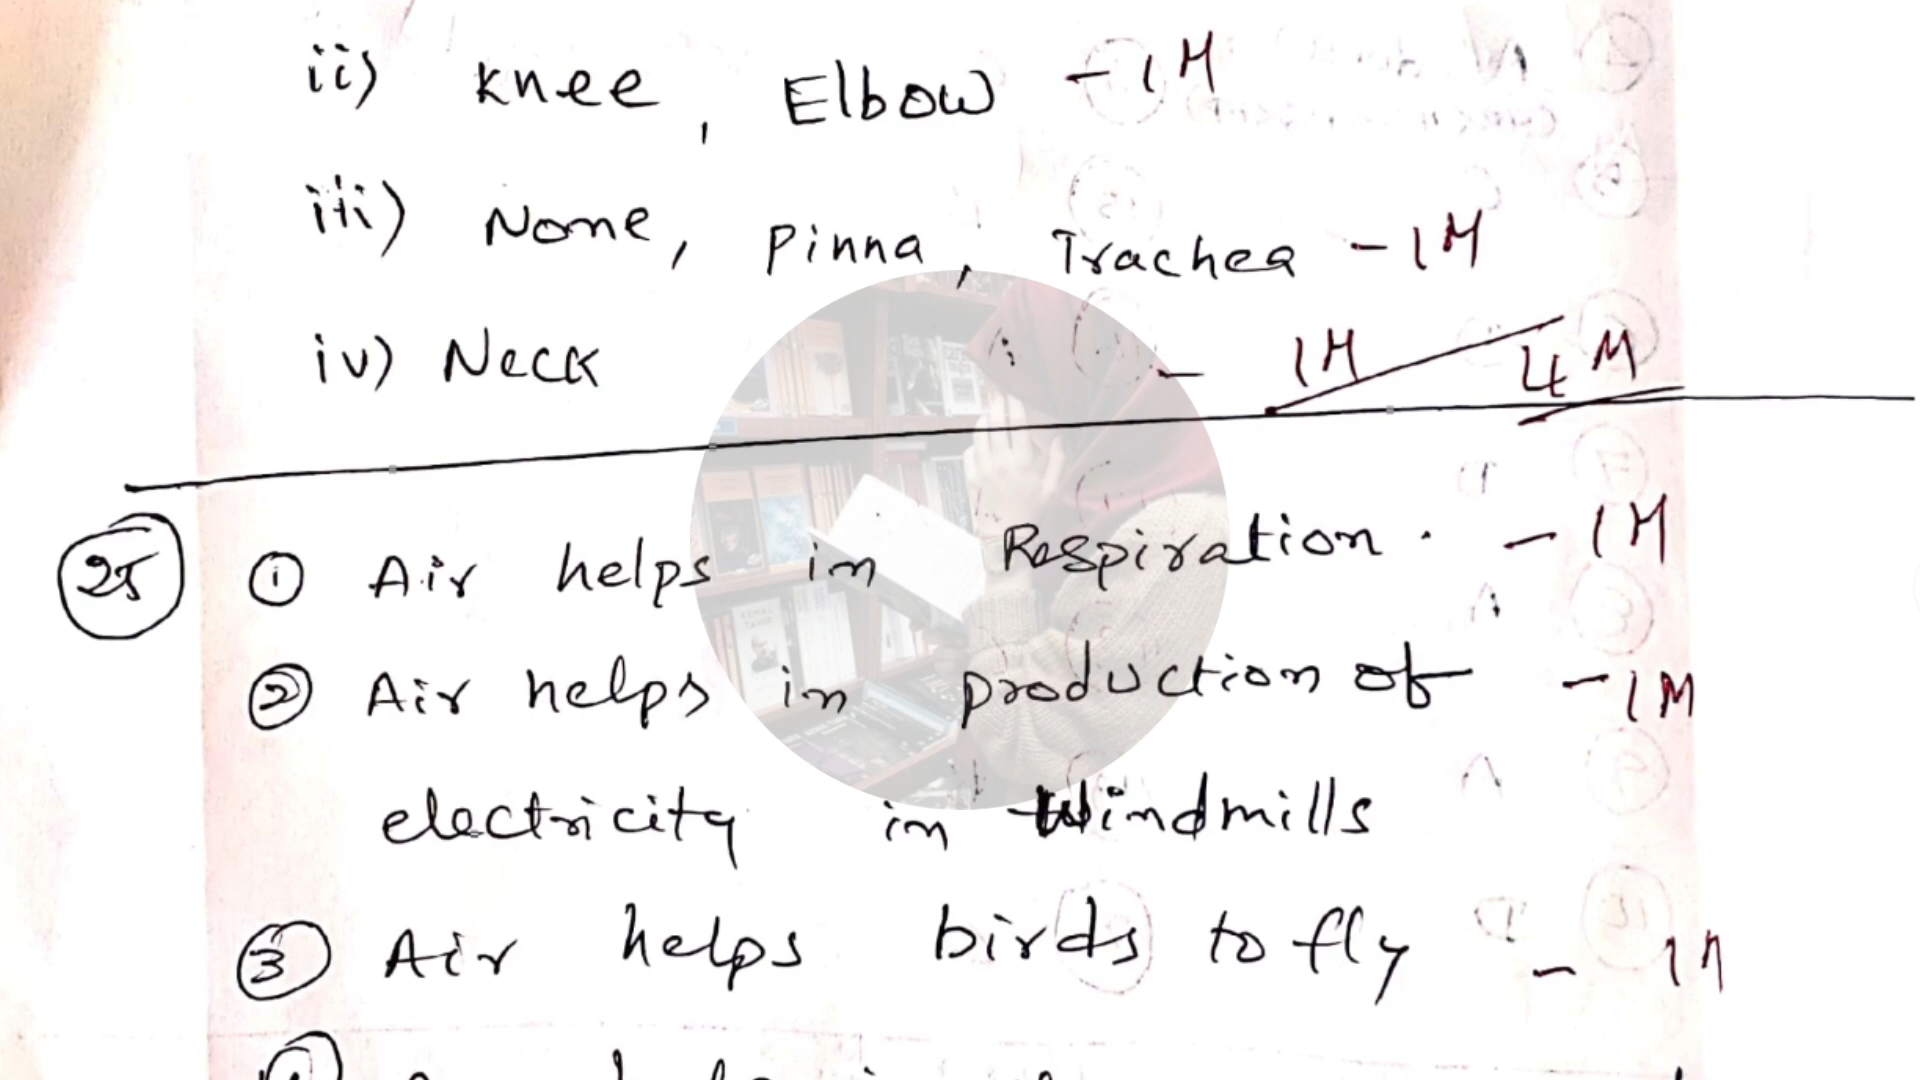 ii) Knee, Elbow - 1M
iii) None, Pinna, Trachea - 1M
iv) Neck - 1M 4M
25 1 Air helps in Respiration. - 1M
2 Air helps in production of - 1M
electricity in Windmills
3 Air helps birds to fly - 1M